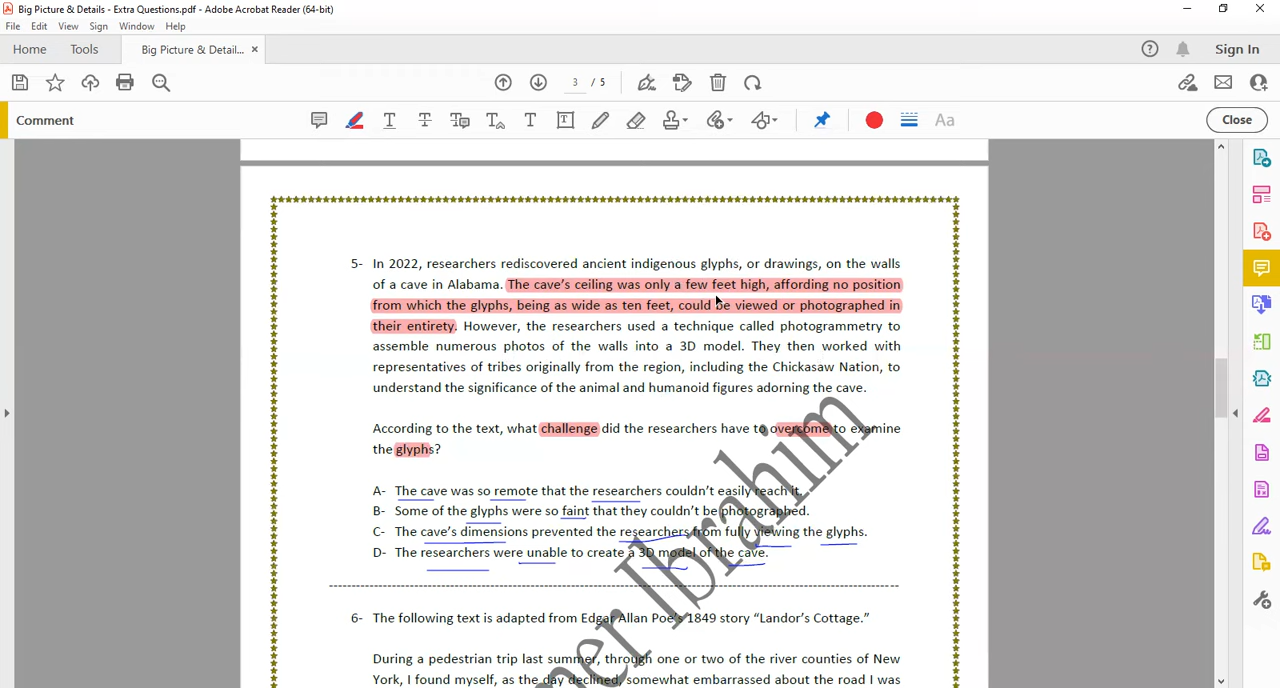 Big Picture & Details - Extra Questions.pdf - Adobe Acrobat Reader (64-bit)
File Edit View Sign Window Help
Home Tools Big Picture & Detail... × Sign In
3 / 5
Comment Aa Close
5- In 2022, researchers rediscovered ancient indigenous glyphs, or drawings, on the walls
of a cave in Alabama. The cave's ceiling was only a few feet high, affording no position
from which the glyphs, being as wide as ten feet, could be viewed or photographed in
their entirety. However, the researchers used a technique called photogrammetry to
assemble numerous photos of the walls into a 3D model. They then worked with
representatives of tribes originally from the region, including the Chickasaw Nation, to
understand the significance of the animal and humanoid figures adorning the cave.
According to the text, what challenge did the researchers have to overcome to examine
the glyphs?
A- The cave was so remote that the researchers couldn't easily reach it.
B- Some of the glyphs were so faint that they couldn't be photographed.
C- The cave's dimensions prevented the researchers from fully viewing the glyphs.
D- The researchers were unable to create a 3D model of the cave.
6- The following text is adapted from Edgar Allan Poe's 1849 story "Landor's Cottage."
During a pedestrian trip last summer, through one or two of the river counties of New
York, I found myself, as the day declined, somewhat embarrassed about the road I was
mer Ibrahim